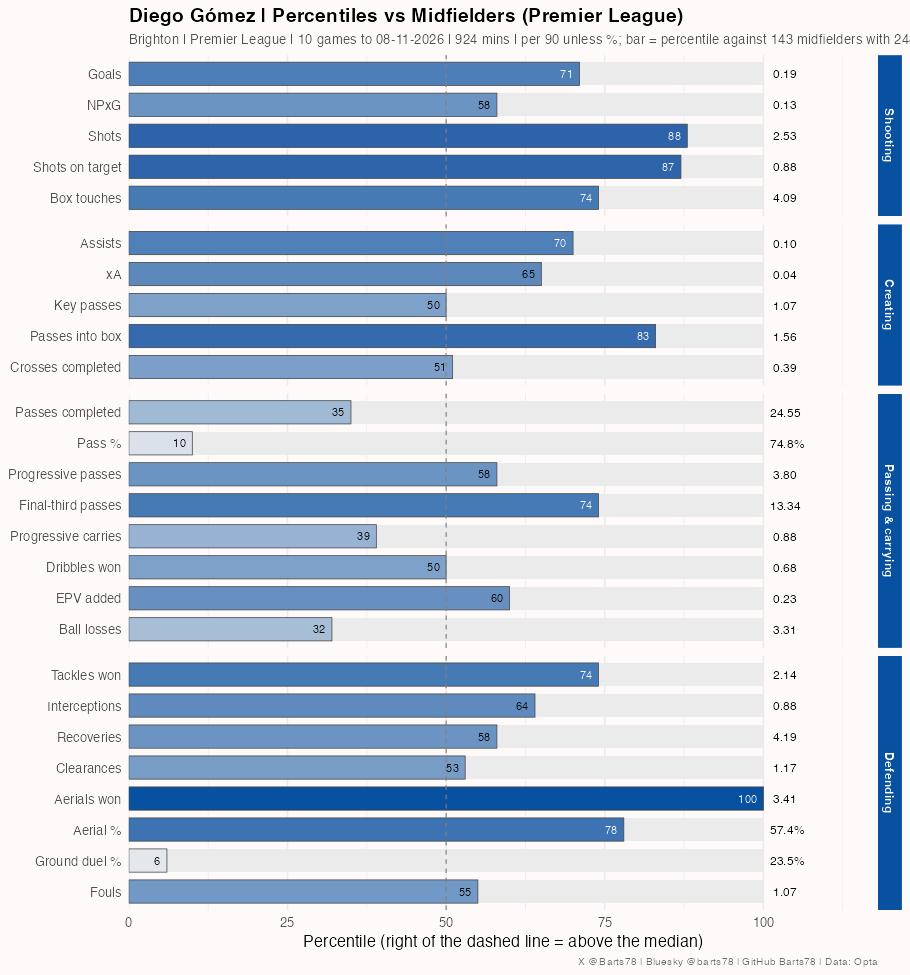 Diego Gómez | Percentiles vs Midfielders (Premier League)
Brighton | Premier League | 10 games to 08-11-2026 | 924 mins | per 90 unless %; bar = percentile against 143 midfielders with 24
Goals 71 0.19
NPxG 58 0.13
Shots 88 2.53
Shots on target 87 0.88
Box touches 74 4.09
Shooting
Assists 70 0.10
xA 65 0.04
Key passes 50 1.07
Passes into box 83 1.56
Crosses completed 51 0.39
Creating
Passes completed 35 24.55
Pass % 10 74.8%
Progressive passes 58 3.80
Final-third passes 74 13.34
Progressive carries 39 0.88
Dribbles won 50 0.68
EPV added 60 0.23
Ball losses 32 3.31
Passing & carrying
Tackles won 74 2.14
Interceptions 64 0.88
Recoveries 58 4.19
Clearances 53 1.17
Aerials won 100 3.41
Aerial % 78 57.4%
Ground duel % 6 23.5%
Fouls 55 1.07
Defending
0 25 50 75 100
Percentile (right of the dashed line = above the median)
X @Barts78 | Bluesky @barts78 | GitHub Barts78 | Data: Opta